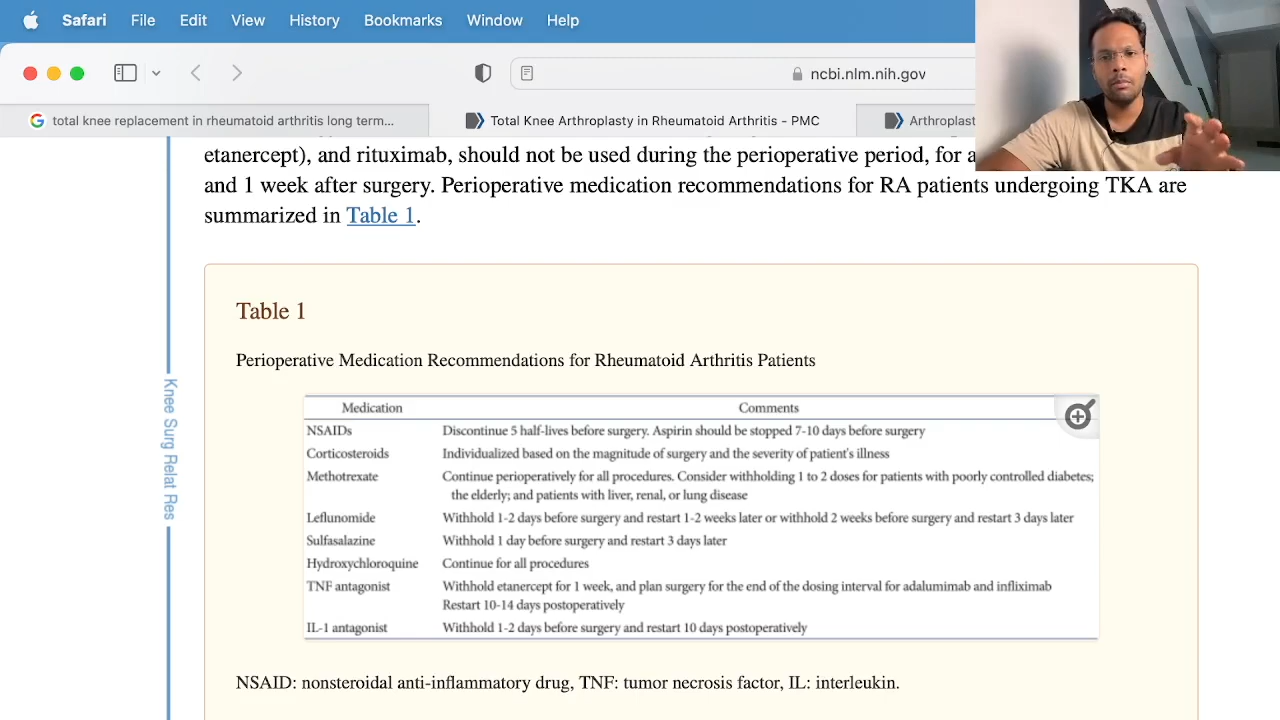 Safari File Edit View History Bookmarks Window Help
ncbi.nlm.nih.gov
total knee replacement in rheumatoid arthritis long term...
Total Knee Arthroplasty in Rheumatoid Arthritis - PMC
Arthroplast
etanercept), and rituximab, should not be used during the perioperative period, for a
and 1 week after surgery. Perioperative medication recommendations for RA patients undergoing TKA are
summarized in Table 1.
Knee Surg Relat Res
Table 1
Perioperative Medication Recommendations for Rheumatoid Arthritis Patients
Medication Comments
NSAIDs Discontinue 5 half-lives before surgery. Aspirin should be stopped 7-10 days before surgery
Corticosteroids Individualized based on the magnitude of surgery and the severity of patient's illness
Methotrexate Continue perioperatively for all procedures. Consider withholding 1 to 2 doses for patients with poorly controlled diabetes;
the elderly; and patients with liver, renal, or lung disease
Leflunomide Withhold 1-2 days before surgery and restart 1-2 weeks later or withhold 2 weeks before surgery and restart 3 days later
Sulfasalazine Withhold 1 day before surgery and restart 3 days later
Hydroxychloroquine Continue for all procedures
TNF antagonist Withhold etanercept for 1 week, and plan surgery for the end of the dosing interval for adalumimab and infliximab
Restart 10-14 days postoperatively
IL-1 antagonist Withhold 1-2 days before surgery and restart 10 days postoperatively
NSAID: nonsteroidal anti-inflammatory drug, TNF: tumor necrosis factor, IL: interleukin.